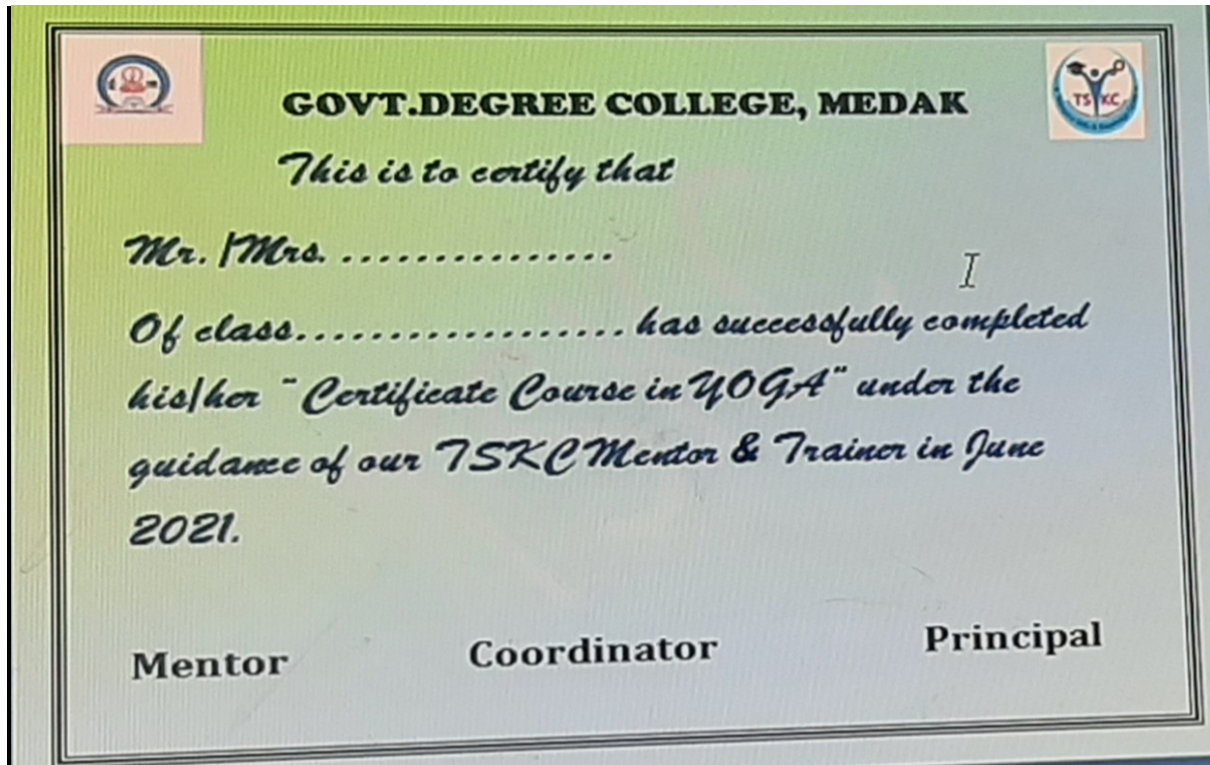 GOVT.DEGREE COLLEGE, MEDAK
TSKC
This is to certify that
Mr. /Mrs. ...............
Of class.................. has successfully completed
his/her "Certificate Course in YOGA" under the
guidance of our TSKC Mentor & Trainer in June
2021.
Mentor Coordinator Principal